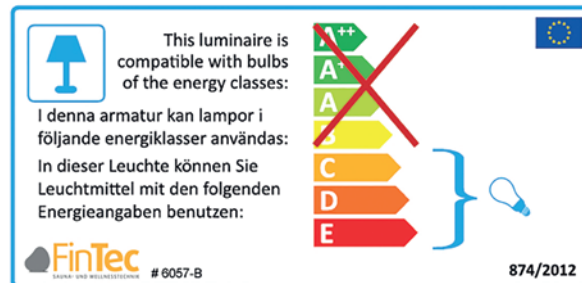 This luminaire is
compatible with bulbs
of the energy classes:
I denna armatur kan lampor i
följande energiklasser användas:
In dieser Leuchte können Sie
Leuchtmittel mit den folgenden
Energieangaben benutzen:
A++
A+
A
B
C
D
E
FinTec
SAUNA- UND WELLNESSTECHNIK
# 6057-B
874/2012